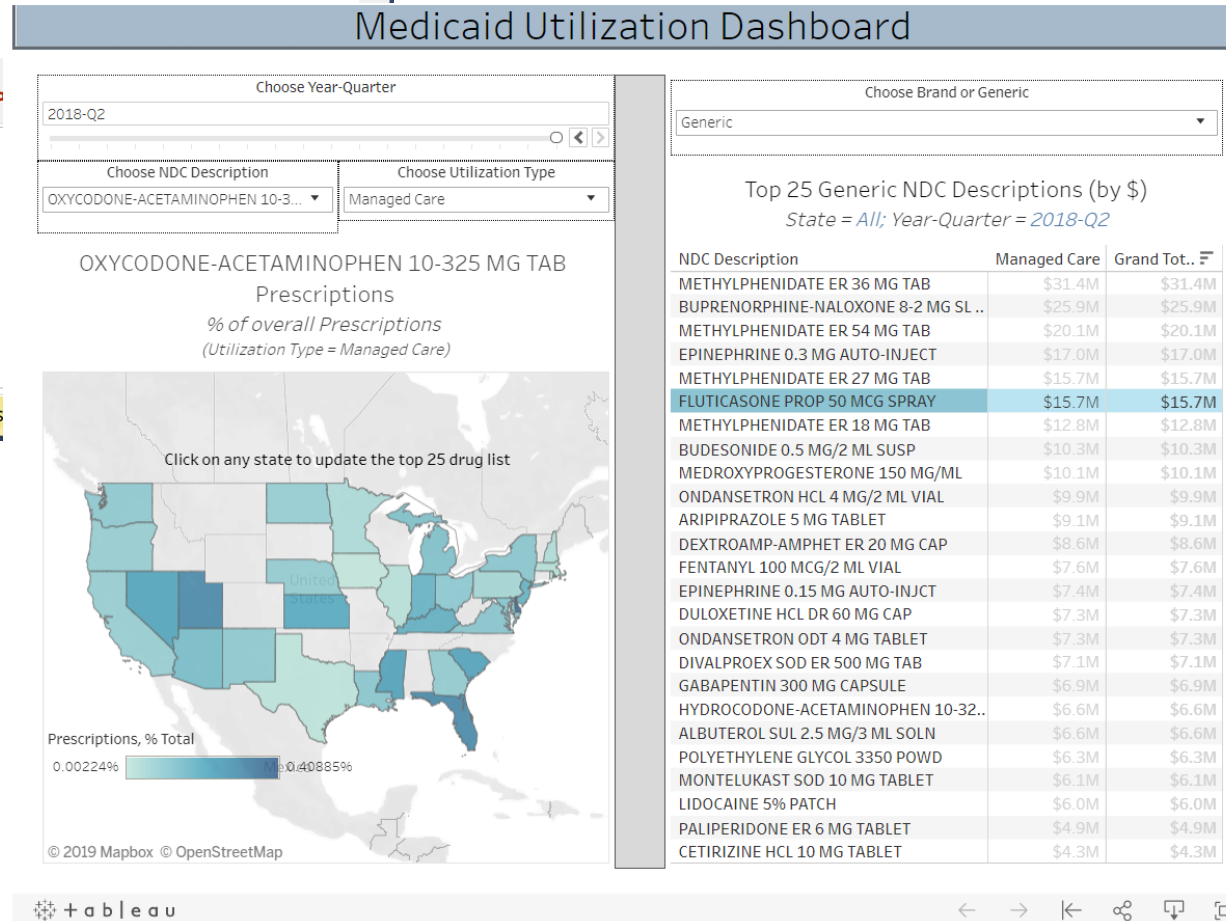 Medicaid Utilization Dashboard
Choose Year-Quarter
2018-Q2
Choose NDC Description
OXYCODONE-ACETAMINOPHEN 10-3...
Choose Utilization Type
Managed Care
OXYCODONE-ACETAMINOPHEN 10-325 MG TAB
Prescriptions
% of overall Prescriptions
(Utilization Type = Managed Care)
Click on any state to update the top 25 drug list
United
States
Prescriptions, % Total
0.00224%
Mexico
0.40885%
© 2019 Mapbox © OpenStreetMap
Choose Brand or Generic
Generic
Top 25 Generic NDC Descriptions (by $)
State = All; Year-Quarter = 2018-Q2
NDC Description Managed Care Grand Tot..
METHYLPHENIDATE ER 36 MG TAB $31.4M $31.4M
BUPRENORPHINE-NALOXONE 8-2 MG SL .. $25.9M $25.9M
METHYLPHENIDATE ER 54 MG TAB $20.1M $20.1M
EPINEPHRINE 0.3 MG AUTO-INJECT $17.0M $17.0M
METHYLPHENIDATE ER 27 MG TAB $15.7M $15.7M
FLUTICASONE PROP 50 MCG SPRAY $15.7M $15.7M
METHYLPHENIDATE ER 18 MG TAB $12.8M $12.8M
BUDESONIDE 0.5 MG/2 ML SUSP $10.3M $10.3M
MEDROXYPROGESTERONE 150 MG/ML $10.1M $10.1M
ONDANSETRON HCL 4 MG/2 ML VIAL $9.9M $9.9M
ARIPIPRAZOLE 5 MG TABLET $9.1M $9.1M
DEXTROAMP-AMPHET ER 20 MG CAP $8.6M $8.6M
FENTANYL 100 MCG/2 ML VIAL $7.6M $7.6M
EPINEPHRINE 0.15 MG AUTO-INJCT $7.4M $7.4M
DULOXETINE HCL DR 60 MG CAP $7.3M $7.3M
ONDANSETRON ODT 4 MG TABLET $7.3M $7.3M
DIVALPROEX SOD ER 500 MG TAB $7.1M $7.1M
GABAPENTIN 300 MG CAPSULE $6.9M $6.9M
HYDROCODONE-ACETAMINOPHEN 10-32.. $6.6M $6.6M
ALBUTEROL SUL 2.5 MG/3 ML SOLN $6.6M $6.6M
POLYETHYLENE GLYCOL 3350 POWD $6.3M $6.3M
MONTELUKAST SOD 10 MG TABLET $6.1M $6.1M
LIDOCAINE 5% PATCH $6.0M $6.0M
PALIPERIDONE ER 6 MG TABLET $4.9M $4.9M
CETIRIZINE HCL 10 MG TABLET $4.3M $4.3M
+ a b l e a u